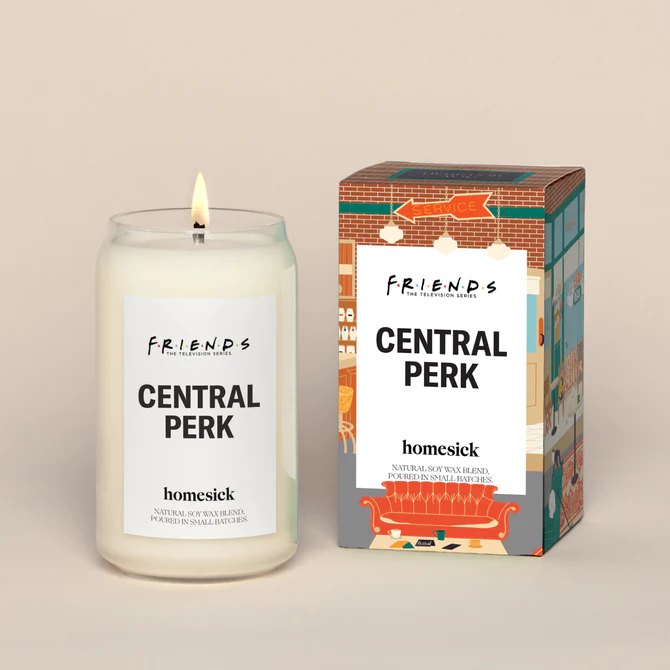 F·R·I·E·N·D·S
THE TELEVISION SERIES
CENTRAL
PERK
homesick
NATURAL SOY WAX BLEND,
POURED IN SMALL BATCHES.
SERVICE
F·R·I·E·N·D·S
THE TELEVISION SERIES
CENTRAL
PERK
homesick
NATURAL SOY WAX BLEND,
POURED IN SMALL BATCHES.